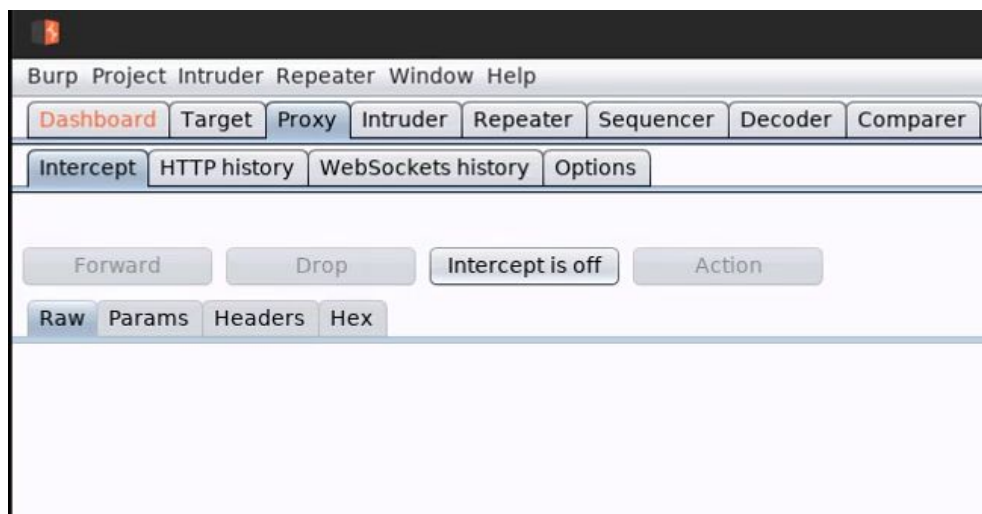 Burp Project Intruder Repeater Window Help
Dashboard Target Proxy Intruder Repeater Sequencer Decoder Comparer
Intercept HTTP history WebSockets history Options
Forward Drop Intercept is off Action
Raw Params Headers Hex